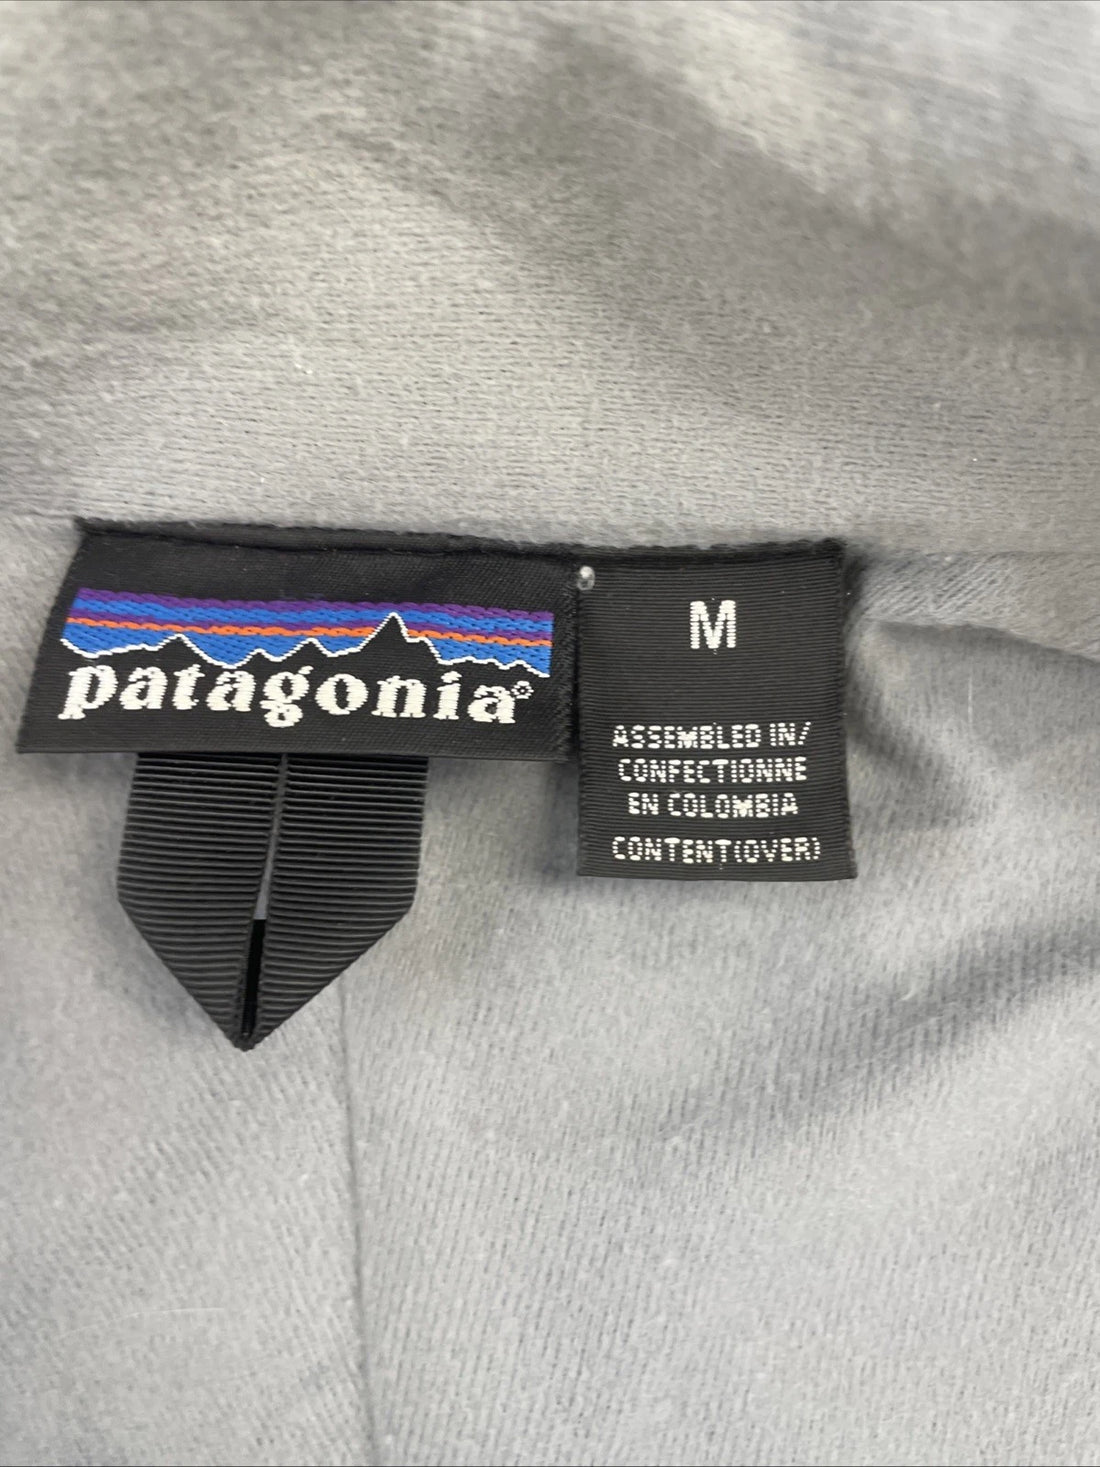 patagonia®
M
ASSEMBLED IN/
CONFECTIONNE
EN COLOMBIA
CONTENT(OVER)